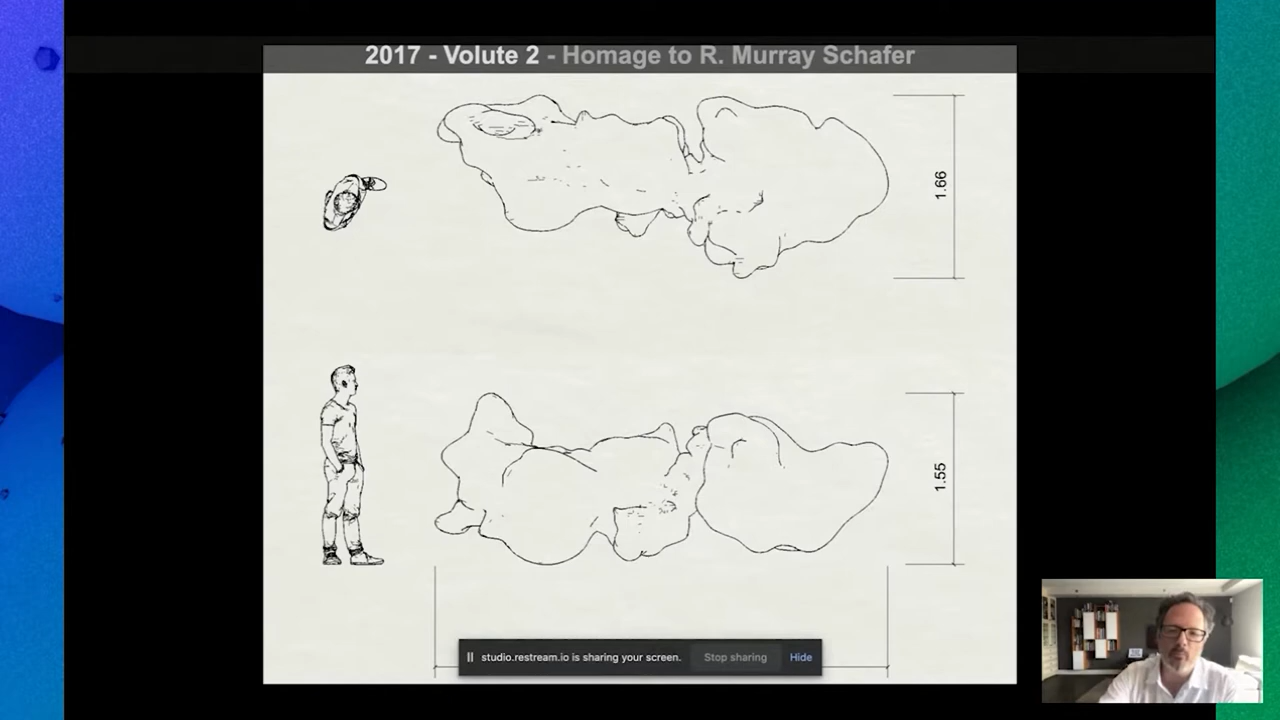 2017 - Volute 2 - Homage to R. Murray Schafer
1.66
1.55
studio.restream.io is sharing your screen. Stop sharing Hide